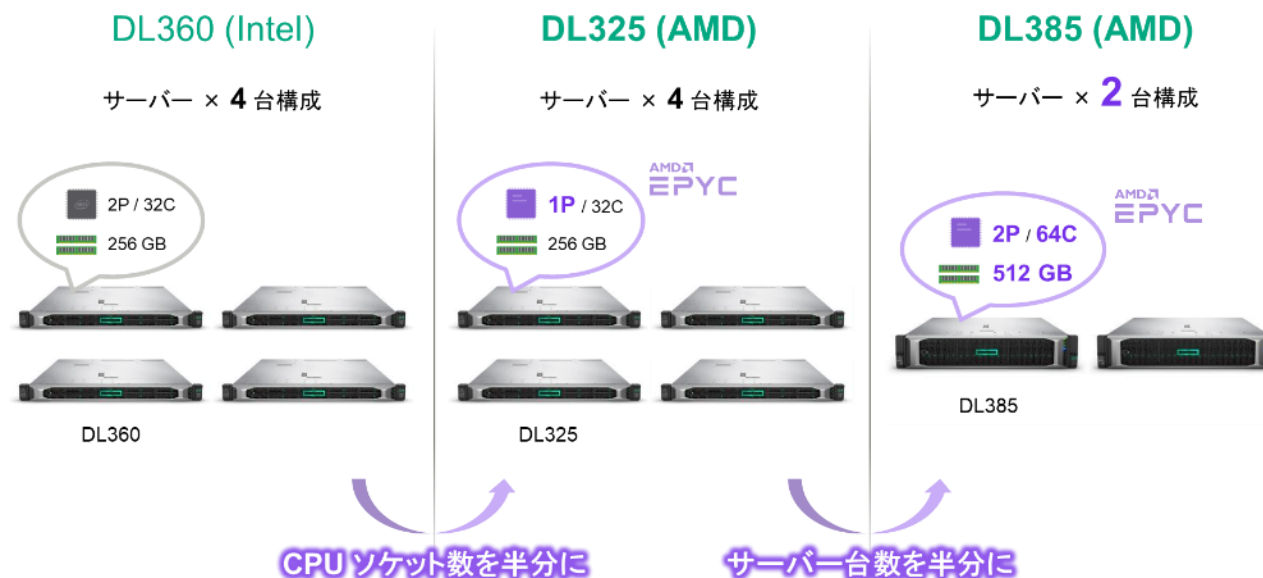 DL360 (Intel)
サーバー × 4 台構成
2P / 32C
256 GB
DL360
DL325 (AMD)
サーバー × 4 台構成
AMD
EPYC
1P / 32C
256 GB
DL325
DL385 (AMD)
サーバー × 2 台構成
AMD
EPYC
2P / 64C
512 GB
DL385
CPU ソケット数を半分に
サーバー台数を半分に